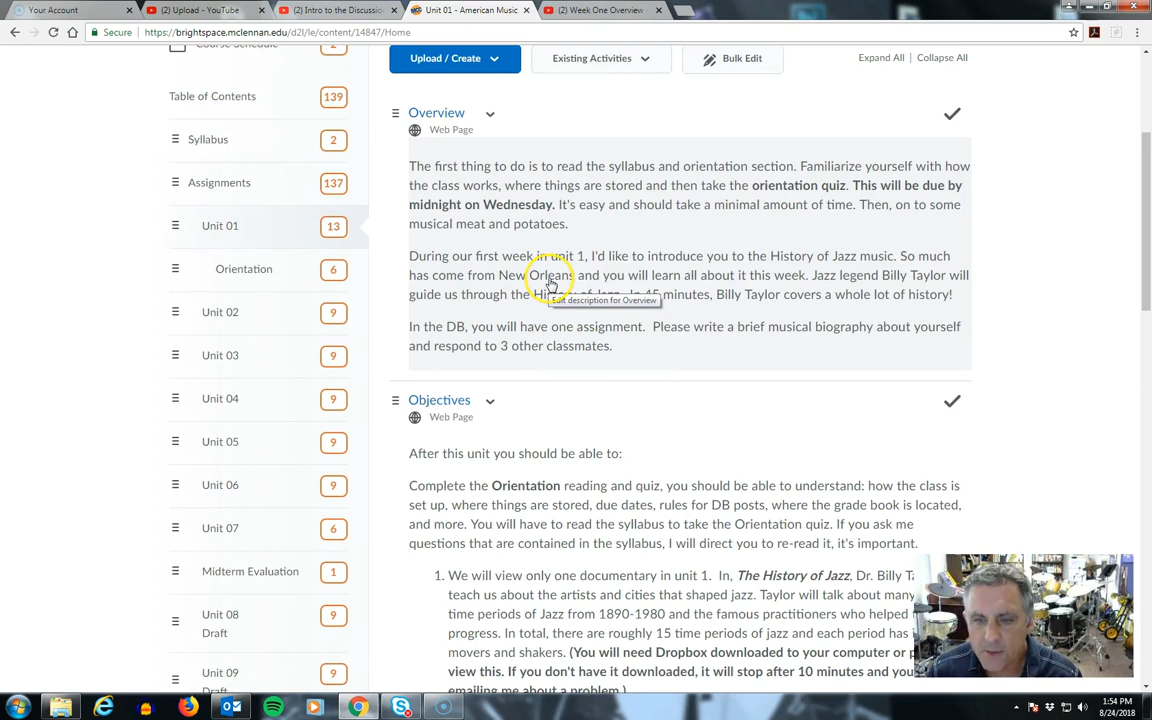 Your Account
(2) Upload - YouTube
(2) Intro to the Discussio
Unit 01 - American Music
(2) Week One Overview
Secure
https://brightspace.mclennan.edu/d2l/le/content/14847/Home
Course Schedule
2
Table of Contents
139
Syllabus
2
Assignments
137
Unit 01
13
Orientation
6
Unit 02
9
Unit 03
9
Unit 04
9
Unit 05
9
Unit 06
9
Unit 07
6
Midterm Evaluation
1
Unit 08
Draft
9
Unit 09
Draft
9
Upload / Create
Existing Activities
Bulk Edit
Expand All | Collapse All
Overview
Web Page
The first thing to do is to read the syllabus and orientation section. Familiarize yourself with how
the class works, where things are stored and then take the orientation quiz. This will be due by
midnight on Wednesday. It's easy and should take a minimal amount of time. Then, on to some
musical meat and potatoes.
During our first week in unit 1, I'd like to introduce you to the History of Jazz music. So much
has come from New Orleans and you will learn all about it this week. Jazz legend Billy Taylor will
guide us through the History of Jazz. In 45 minutes, Billy Taylor covers a whole lot of history!
Edit description for Overview
In the DB, you will have one assignment. Please write a brief musical biography about yourself
and respond to 3 other classmates.
Objectives
Web Page
After this unit you should be able to:
Complete the Orientation reading and quiz, you should be able to understand: how the class is
set up, where things are stored, due dates, rules for DB posts, where the grade book is located,
and more. You will have to read the syllabus to take the Orientation quiz. If you ask me
questions that are contained in the syllabus, I will direct you to re-read it, it's important.
1. We will view only one documentary in unit 1. In, The History of Jazz, Dr. Billy Ta
teach us about the artists and cities that shaped jazz. Taylor will talk about many
time periods of Jazz from 1890-1980 and the famous practitioners who helped
progress. In total, there are roughly 15 time periods of jazz and each period has
movers and shakers. (You will need Dropbox downloaded to your computer or p
view this. If you don't have it downloaded, it will stop after 10 minutes and you
emailing me about a problem.)
1:54 PM
8/24/2018